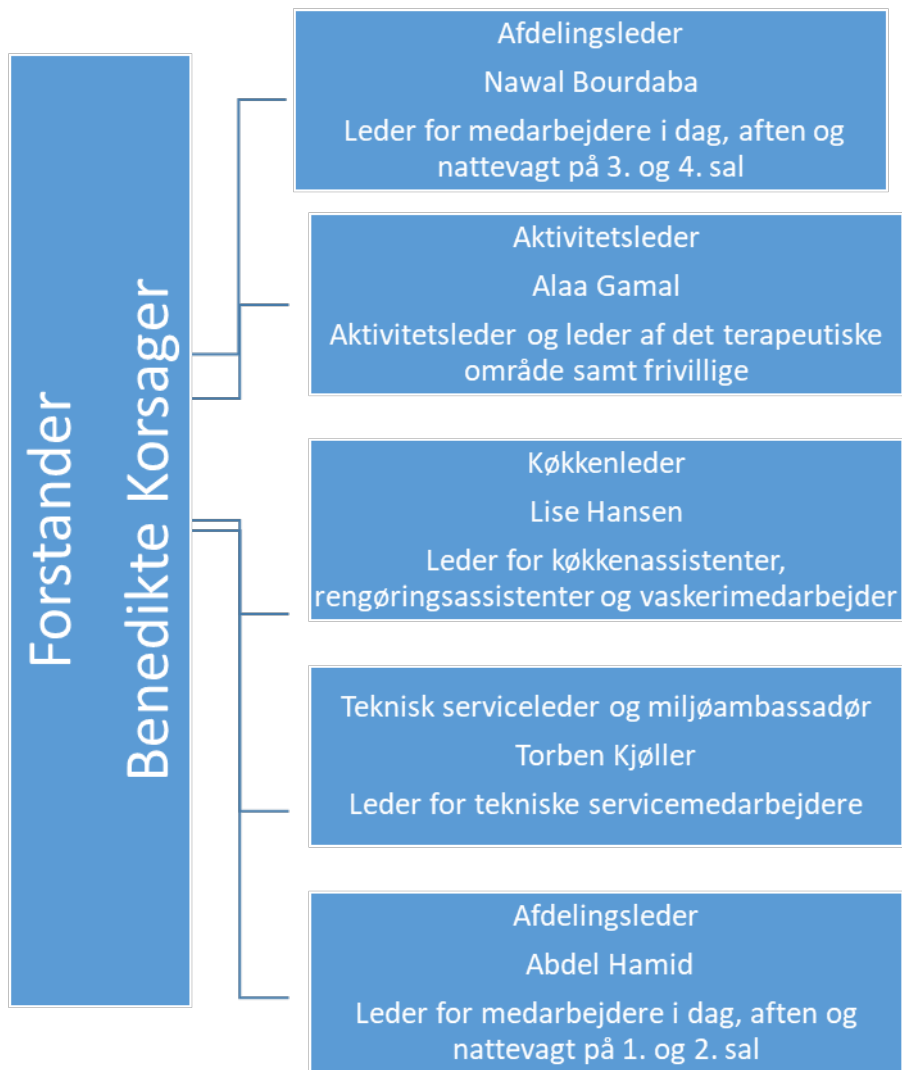 Forstander
Benedikte Korsager
Afdelingsleder
Nawal Bourdaba
Leder for medarbejdere i dag, aften og
nattevagt på 3. og 4. sal
Aktivitetsleder
Alaa Gamal
Aktivitetsleder og leder af det terapeutiske
område samt frivillige
Køkkenleder
Lise Hansen
Leder for køkkenassistenter,
rengøringsassistenter og vaskerimedarbejder
Teknisk serviceleder og miljøambassadør
Torben Kjøller
Leder for tekniske servicemedarbejdere
Afdelingsleder
Abdel Hamid
Leder for medarbejdere i dag, aften og
nattevagt på 1. og 2. sal